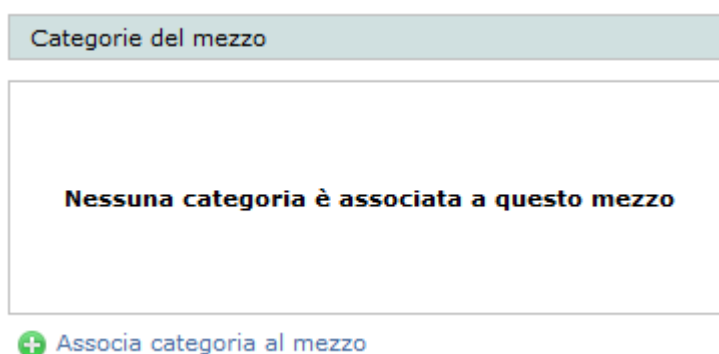 Categorie del mezzo
Nessuna categoria è associata a questo mezzo
Associa categoria al mezzo